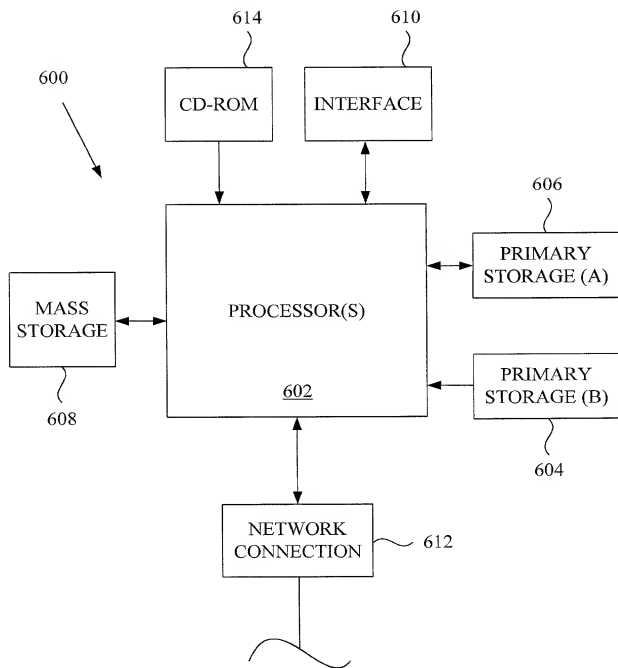 614
610
600
CD-ROM
INTERFACE
606
PRIMARY
STORAGE (A)
MASS
STORAGE
PROCESSOR(S)
608
602
PRIMARY
STORAGE (B)
604
NETWORK
CONNECTION
612